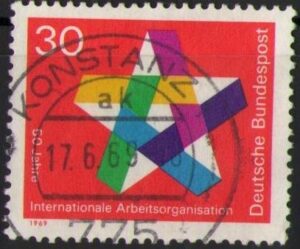 30
Deutsche Bundespost
KONSTANZ
ak
17.6.69
50 Jahre
Internationale Arbeitsorganisation
1969
775